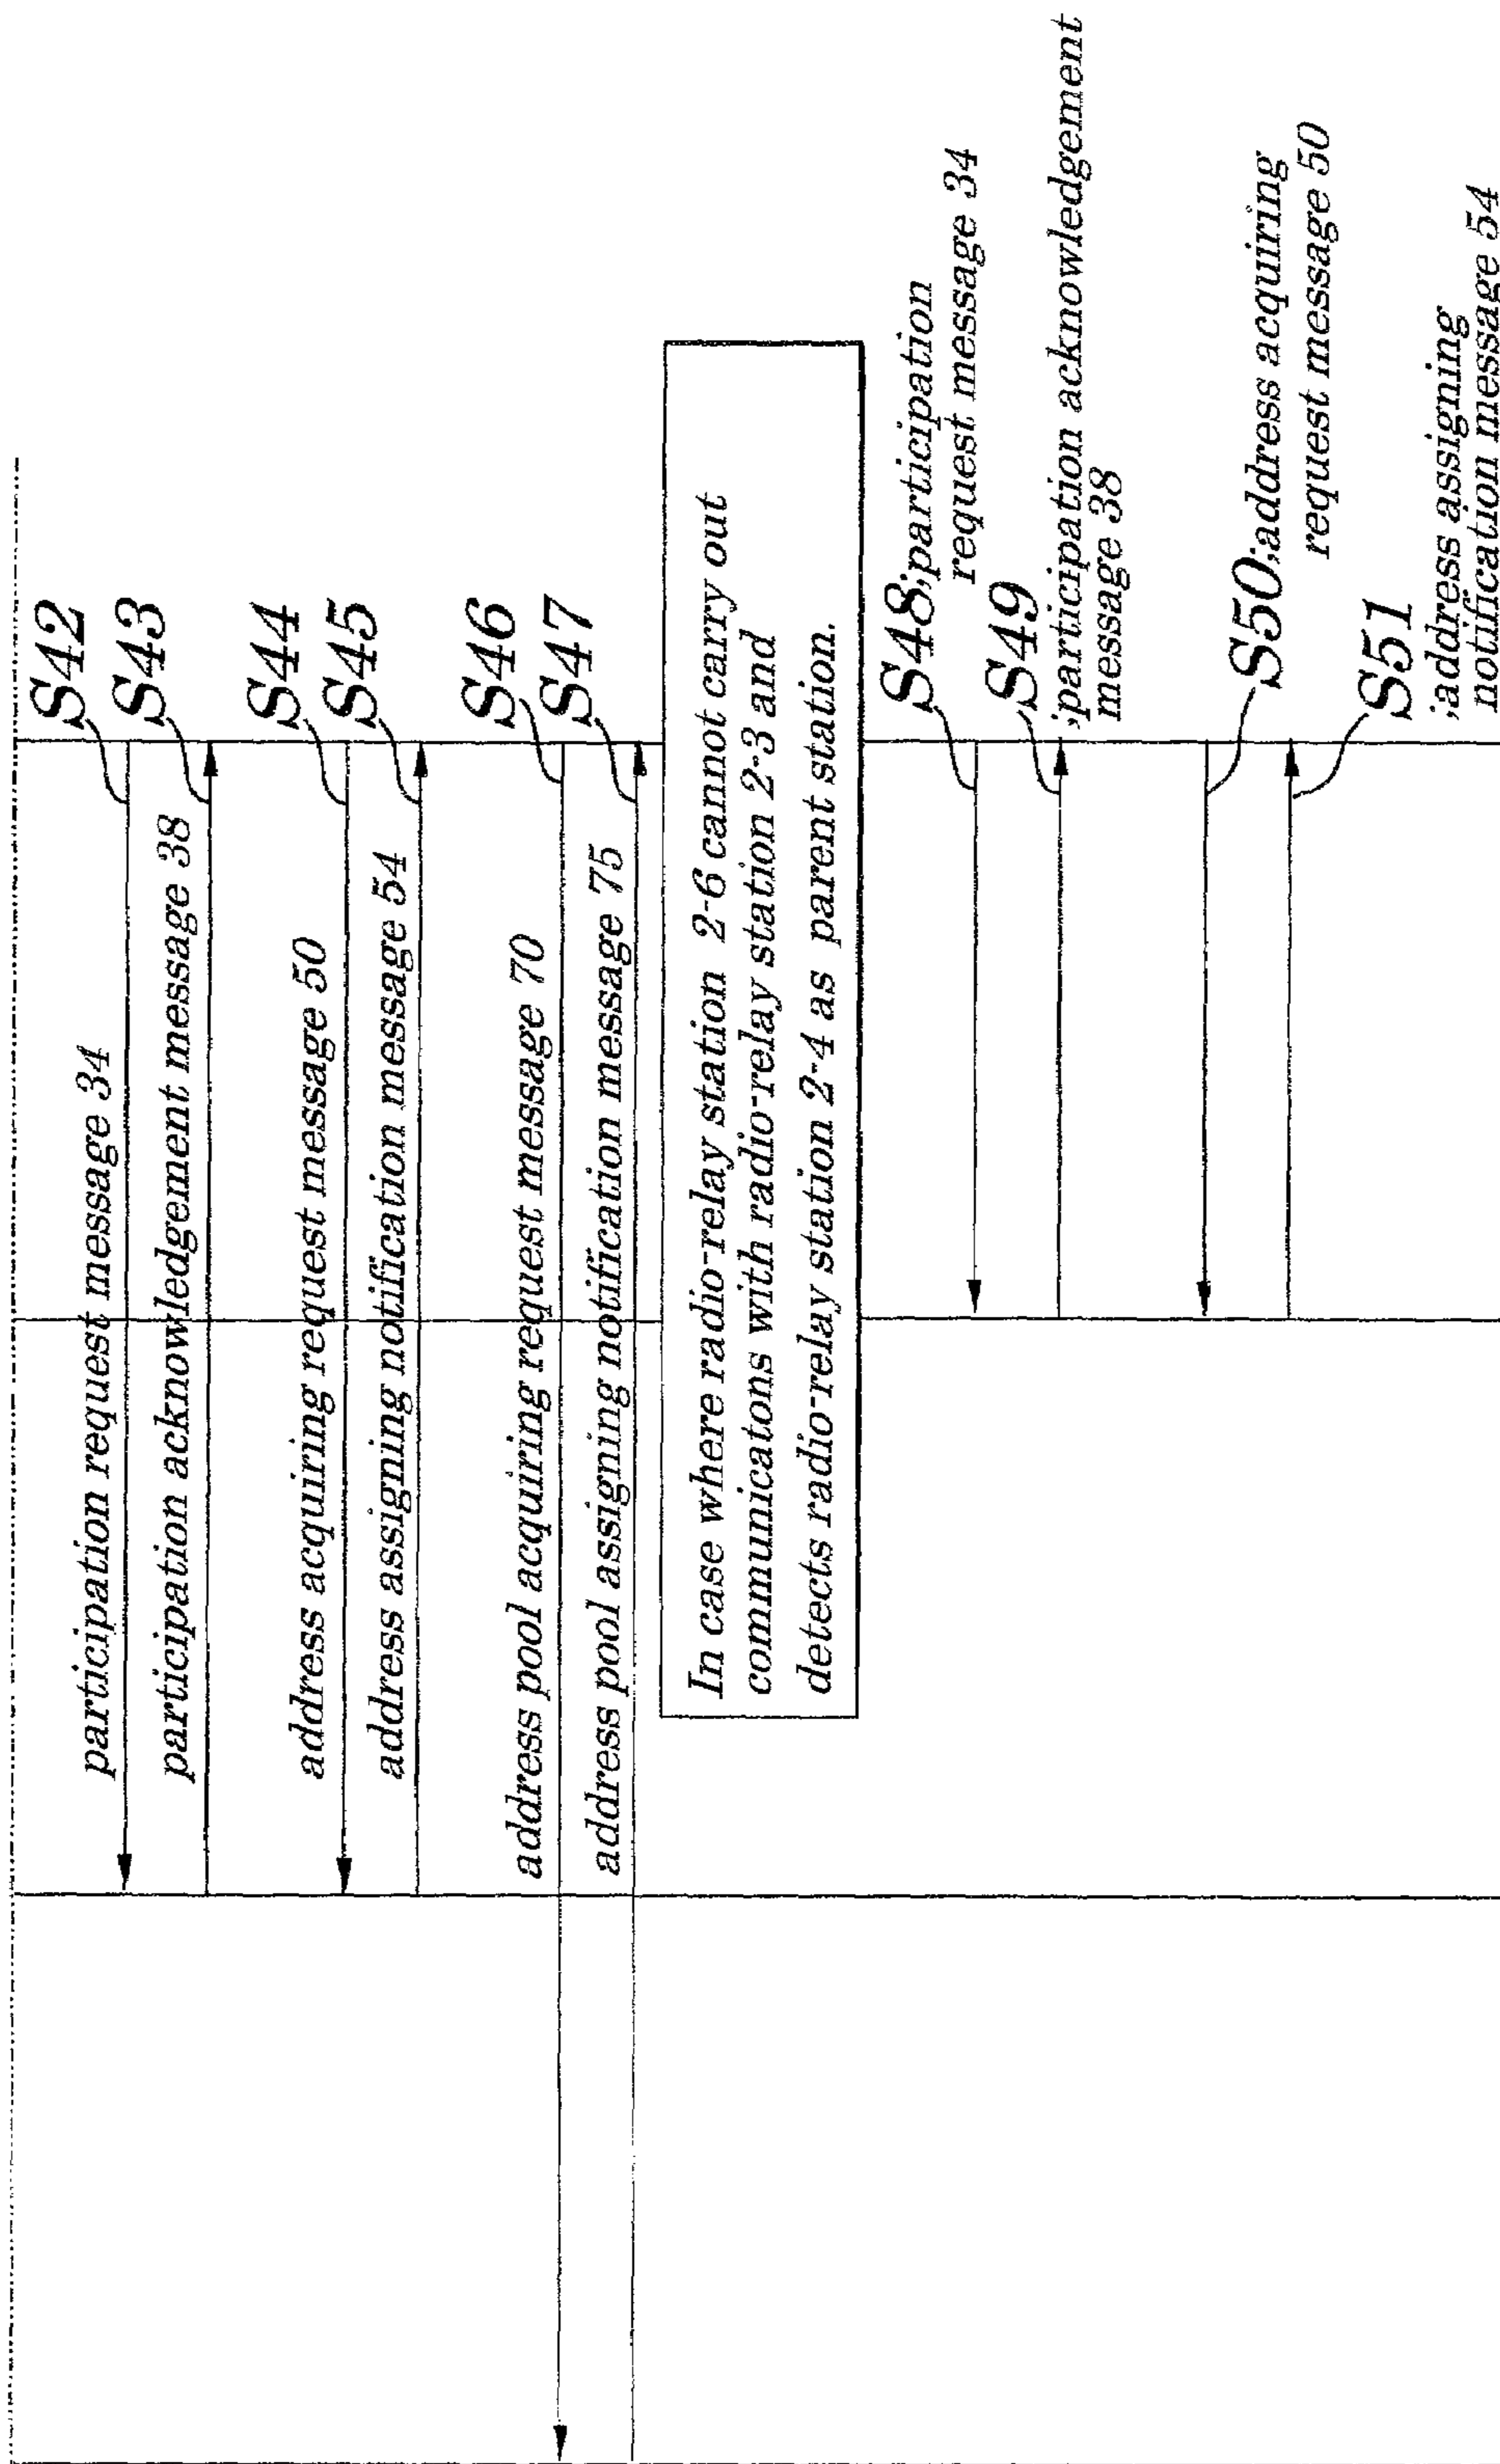 S42
participation request message 34
S43
participation acknowledgement message 38
S44
address acquiring request message 50
S45
address assigning notification message 54
S46
address pool acquiring request message 70
S47
address pool assigning notification message 75
In case where radio-relay station 2-6 cannot carry out
communicatons with radio-relay station 2-3 and
detects radio-relay station 2-4 as parent station.
S48;participation
request message 34
S49
;participation acknowledgement
message 38
S50;address acquiring
request message 50
S51
;address assigning
notification message 54